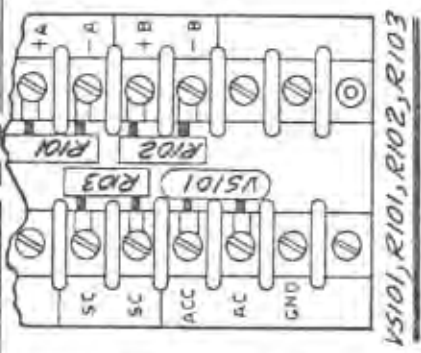 +A
-A
+B
-B
R101
R102
R103
VS101
SC
SC
ACC
AC
GND
VS101, R101, R102, R103